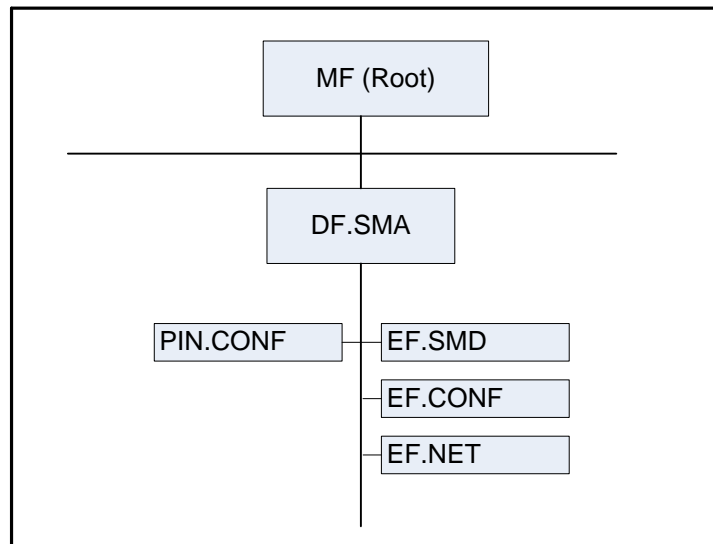 MF (Root)
DF.SMA
PIN.CONF
EF.SMD
EF.CONF
EF.NET